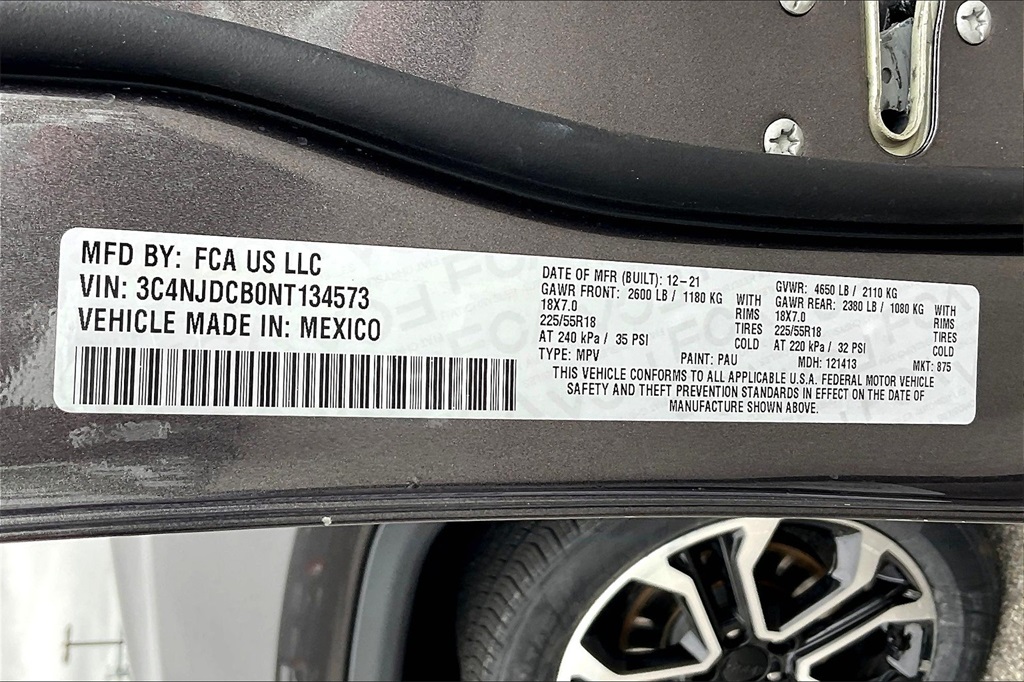 MFD BY: FCA US LLC
VIN: 3C4NJDCB0NT134573
VEHICLE MADE IN: MEXICO
DATE OF MFR (BUILT): 12-21
GAWR FRONT: 2600 LB / 1180 KG WITH
18X7.0 RIMS
225/55R18 TIRES
AT 240 kPa / 35 PSI COLD
GVWR: 4650 LB / 2110 KG
GAWR REAR: 2380 LB / 1080 KG WITH
18X7.0 RIMS
225/55R18 TIRES
AT 220 kPa / 32 PSI COLD
TYPE: MPV PAINT: PAU MDH: 121413 MKT: 875
THIS VEHICLE CONFORMS TO ALL APPLICABLE U.S.A. FEDERAL MOTOR VEHICLE
SAFETY AND THEFT PREVENTION STANDARDS IN EFFECT ON THE DATE OF
MANUFACTURE SHOWN ABOVE.